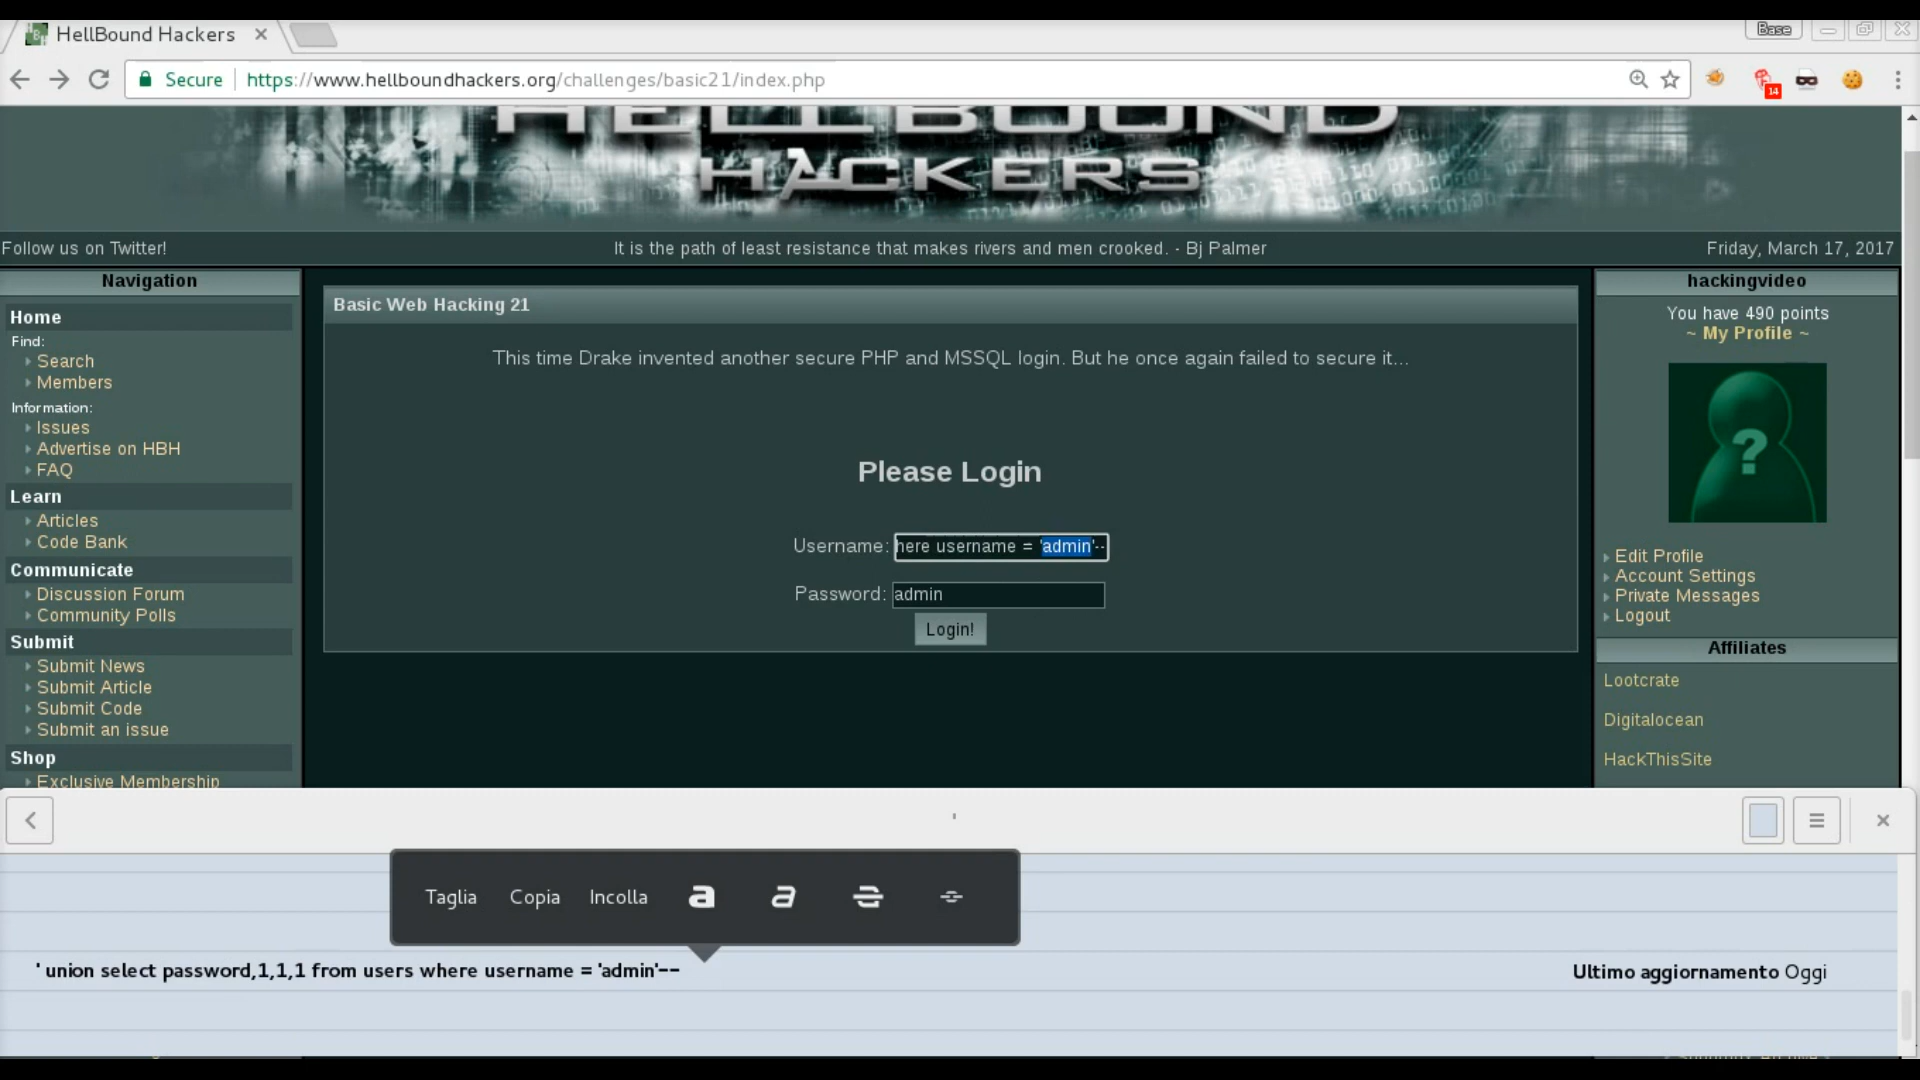 HellBound Hackers
Base
Secure https://www.hellboundhackers.org/challenges/basic21/index.php
14
HELLBOUND
HACKERS
Follow us on Twitter!
It is the path of least resistance that makes rivers and men crooked. - Bj Palmer
Friday, March 17, 2017
Navigation
Home
Find:
Search
Members
Information:
Issues
Advertise on HBH
FAQ
Learn
Articles
Code Bank
Communicate
Discussion Forum
Community Polls
Submit
Submit News
Submit Article
Submit Code
Submit an issue
Shop
Exclusive Membership
Basic Web Hacking 21
This time Drake invented another secure PHP and MSSQL login. But he once again failed to secure it...
Please Login
Username: here username = 'admin'--
Password: admin
Login!
hackingvideo
You have 490 points
~ My Profile ~
Edit Profile
Account Settings
Private Messages
Logout
Affiliates
Lootcrate
Digitalocean
HackThisSite
'
Taglia Copia Incolla a a
' union select password,1,1,1 from users where username = 'admin'--
Ultimo aggiornamento Oggi